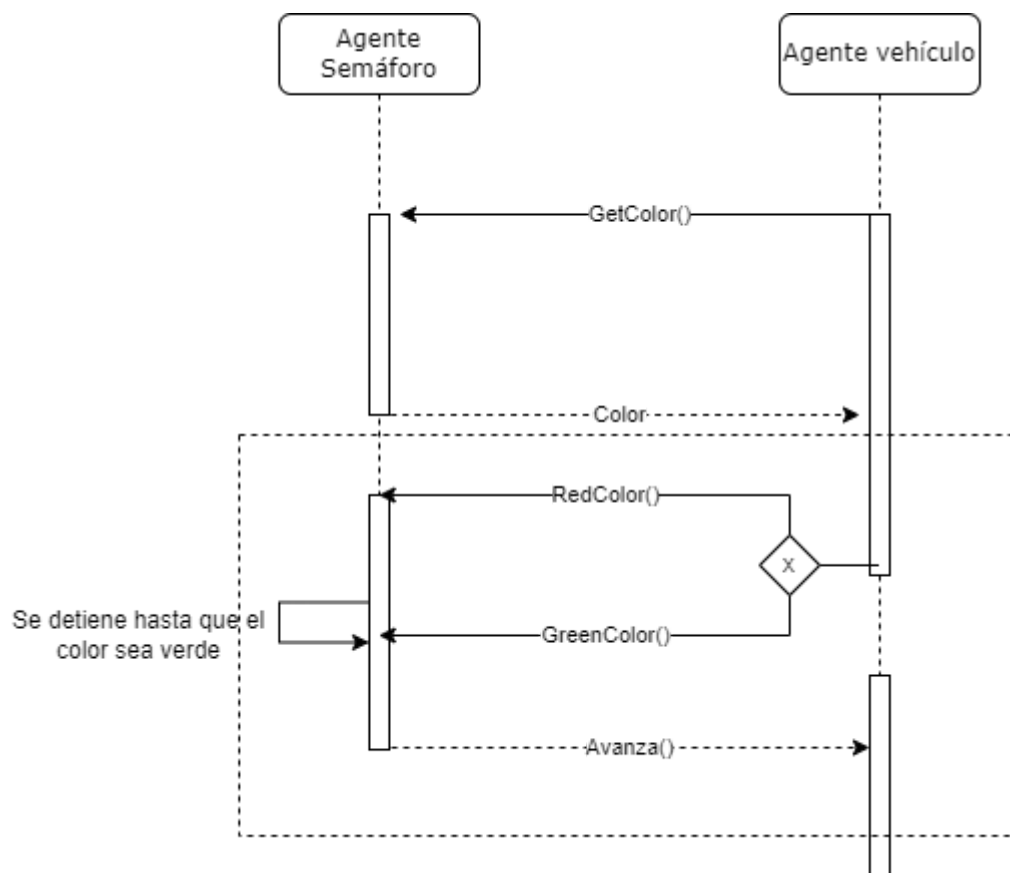 Agente
Semáforo
Agente vehículo
GetColor()
Color
RedColor()
X
Se detiene hasta que el
color sea verde
GreenColor()
Avanza()